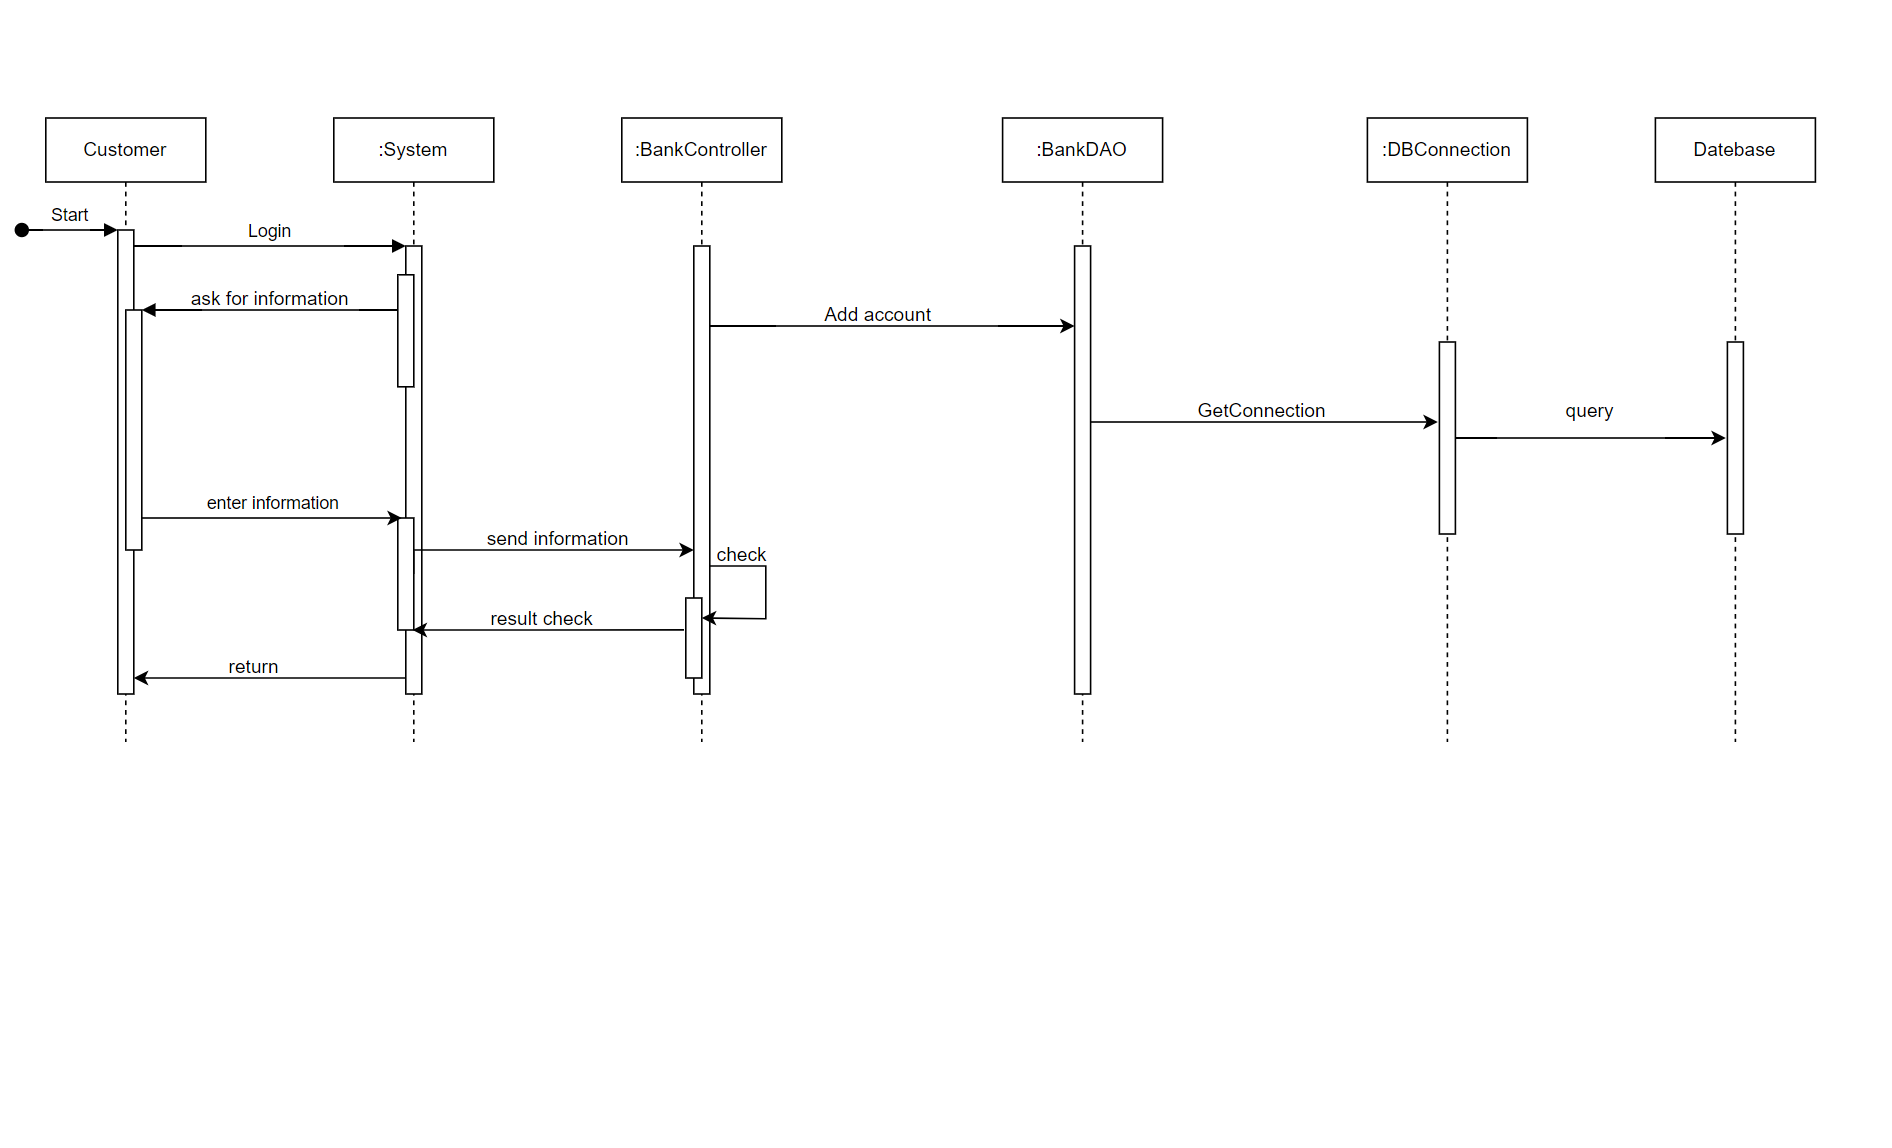 Customer
:System
:BankController
:BankDAO
:DBConnection
Datebase
Start
Login
ask for information
Add account
GetConnection
query
enter information
send information
check
result check
return